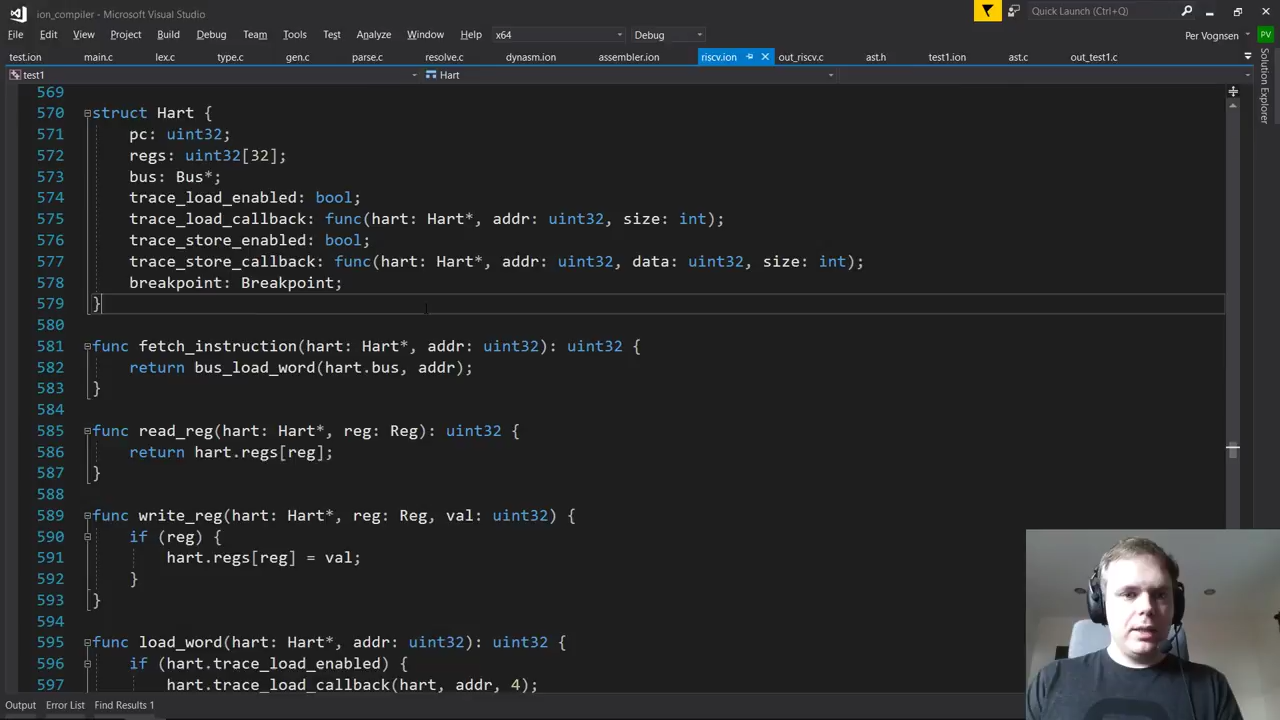 ion_compiler - Microsoft Visual Studio
Quick Launch (Ctrl+Q)
File Edit View Project Build Debug Team Tools Test Analyze Window Help x64 Debug Per Vognsen PV
test.ion main.c lex.c type.c gen.c parse.c resolve.c dynasm.ion assembler.ion riscv.ion out_riscv.c ast.h test1.ion ast.c out_test1.c
test1 Hart
Solution Explorer
569
570 struct Hart {
571 pc: uint32;
572 regs: uint32[32];
573 bus: Bus*;
574 trace_load_enabled: bool;
575 trace_load_callback: func(hart: Hart*, addr: uint32, size: int);
576 trace_store_enabled: bool;
577 trace_store_callback: func(hart: Hart*, addr: uint32, data: uint32, size: int);
578 breakpoint: Breakpoint;
579 }
580
581 func fetch_instruction(hart: Hart*, addr: uint32): uint32 {
582 return bus_load_word(hart.bus, addr);
583 }
584
585 func read_reg(hart: Hart*, reg: Reg): uint32 {
586 return hart.regs[reg];
587 }
588
589 func write_reg(hart: Hart*, reg: Reg, val: uint32) {
590 if (reg) {
591 hart.regs[reg] = val;
592 }
593 }
594
595 func load_word(hart: Hart*, addr: uint32): uint32 {
596 if (hart.trace_load_enabled) {
597 hart.trace_load_callback(hart, addr, 4);
Output Error List Find Results 1